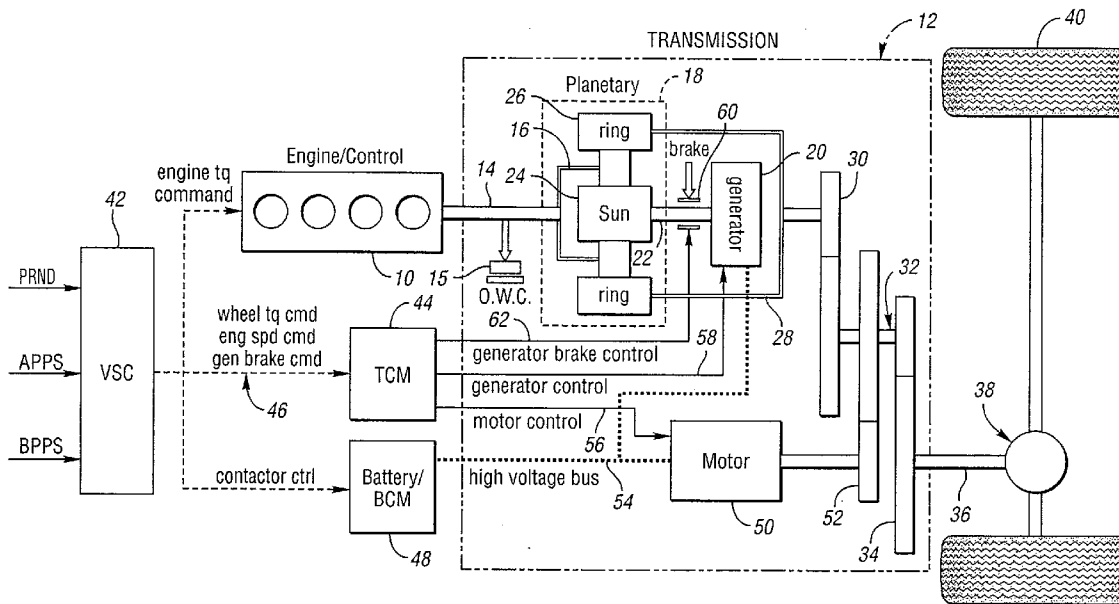 TRANSMISSION
12
40
Planetary
18
26
ring
16
60
brake
20
30
Engine/Control
engine tq
command
14
24
Sun
generator
42
22
32
10
15
O.W.C.
ring
PRND
44
28
wheel tq cmd
eng spd cmd
gen brake cmd
62
58
generator brake control
VSC
TCM
APPS
generator control
46
motor control
56
38
BPPS
contactor ctrl
Battery/
BCM
high voltage bus
54
Motor
52
36
48
50
34